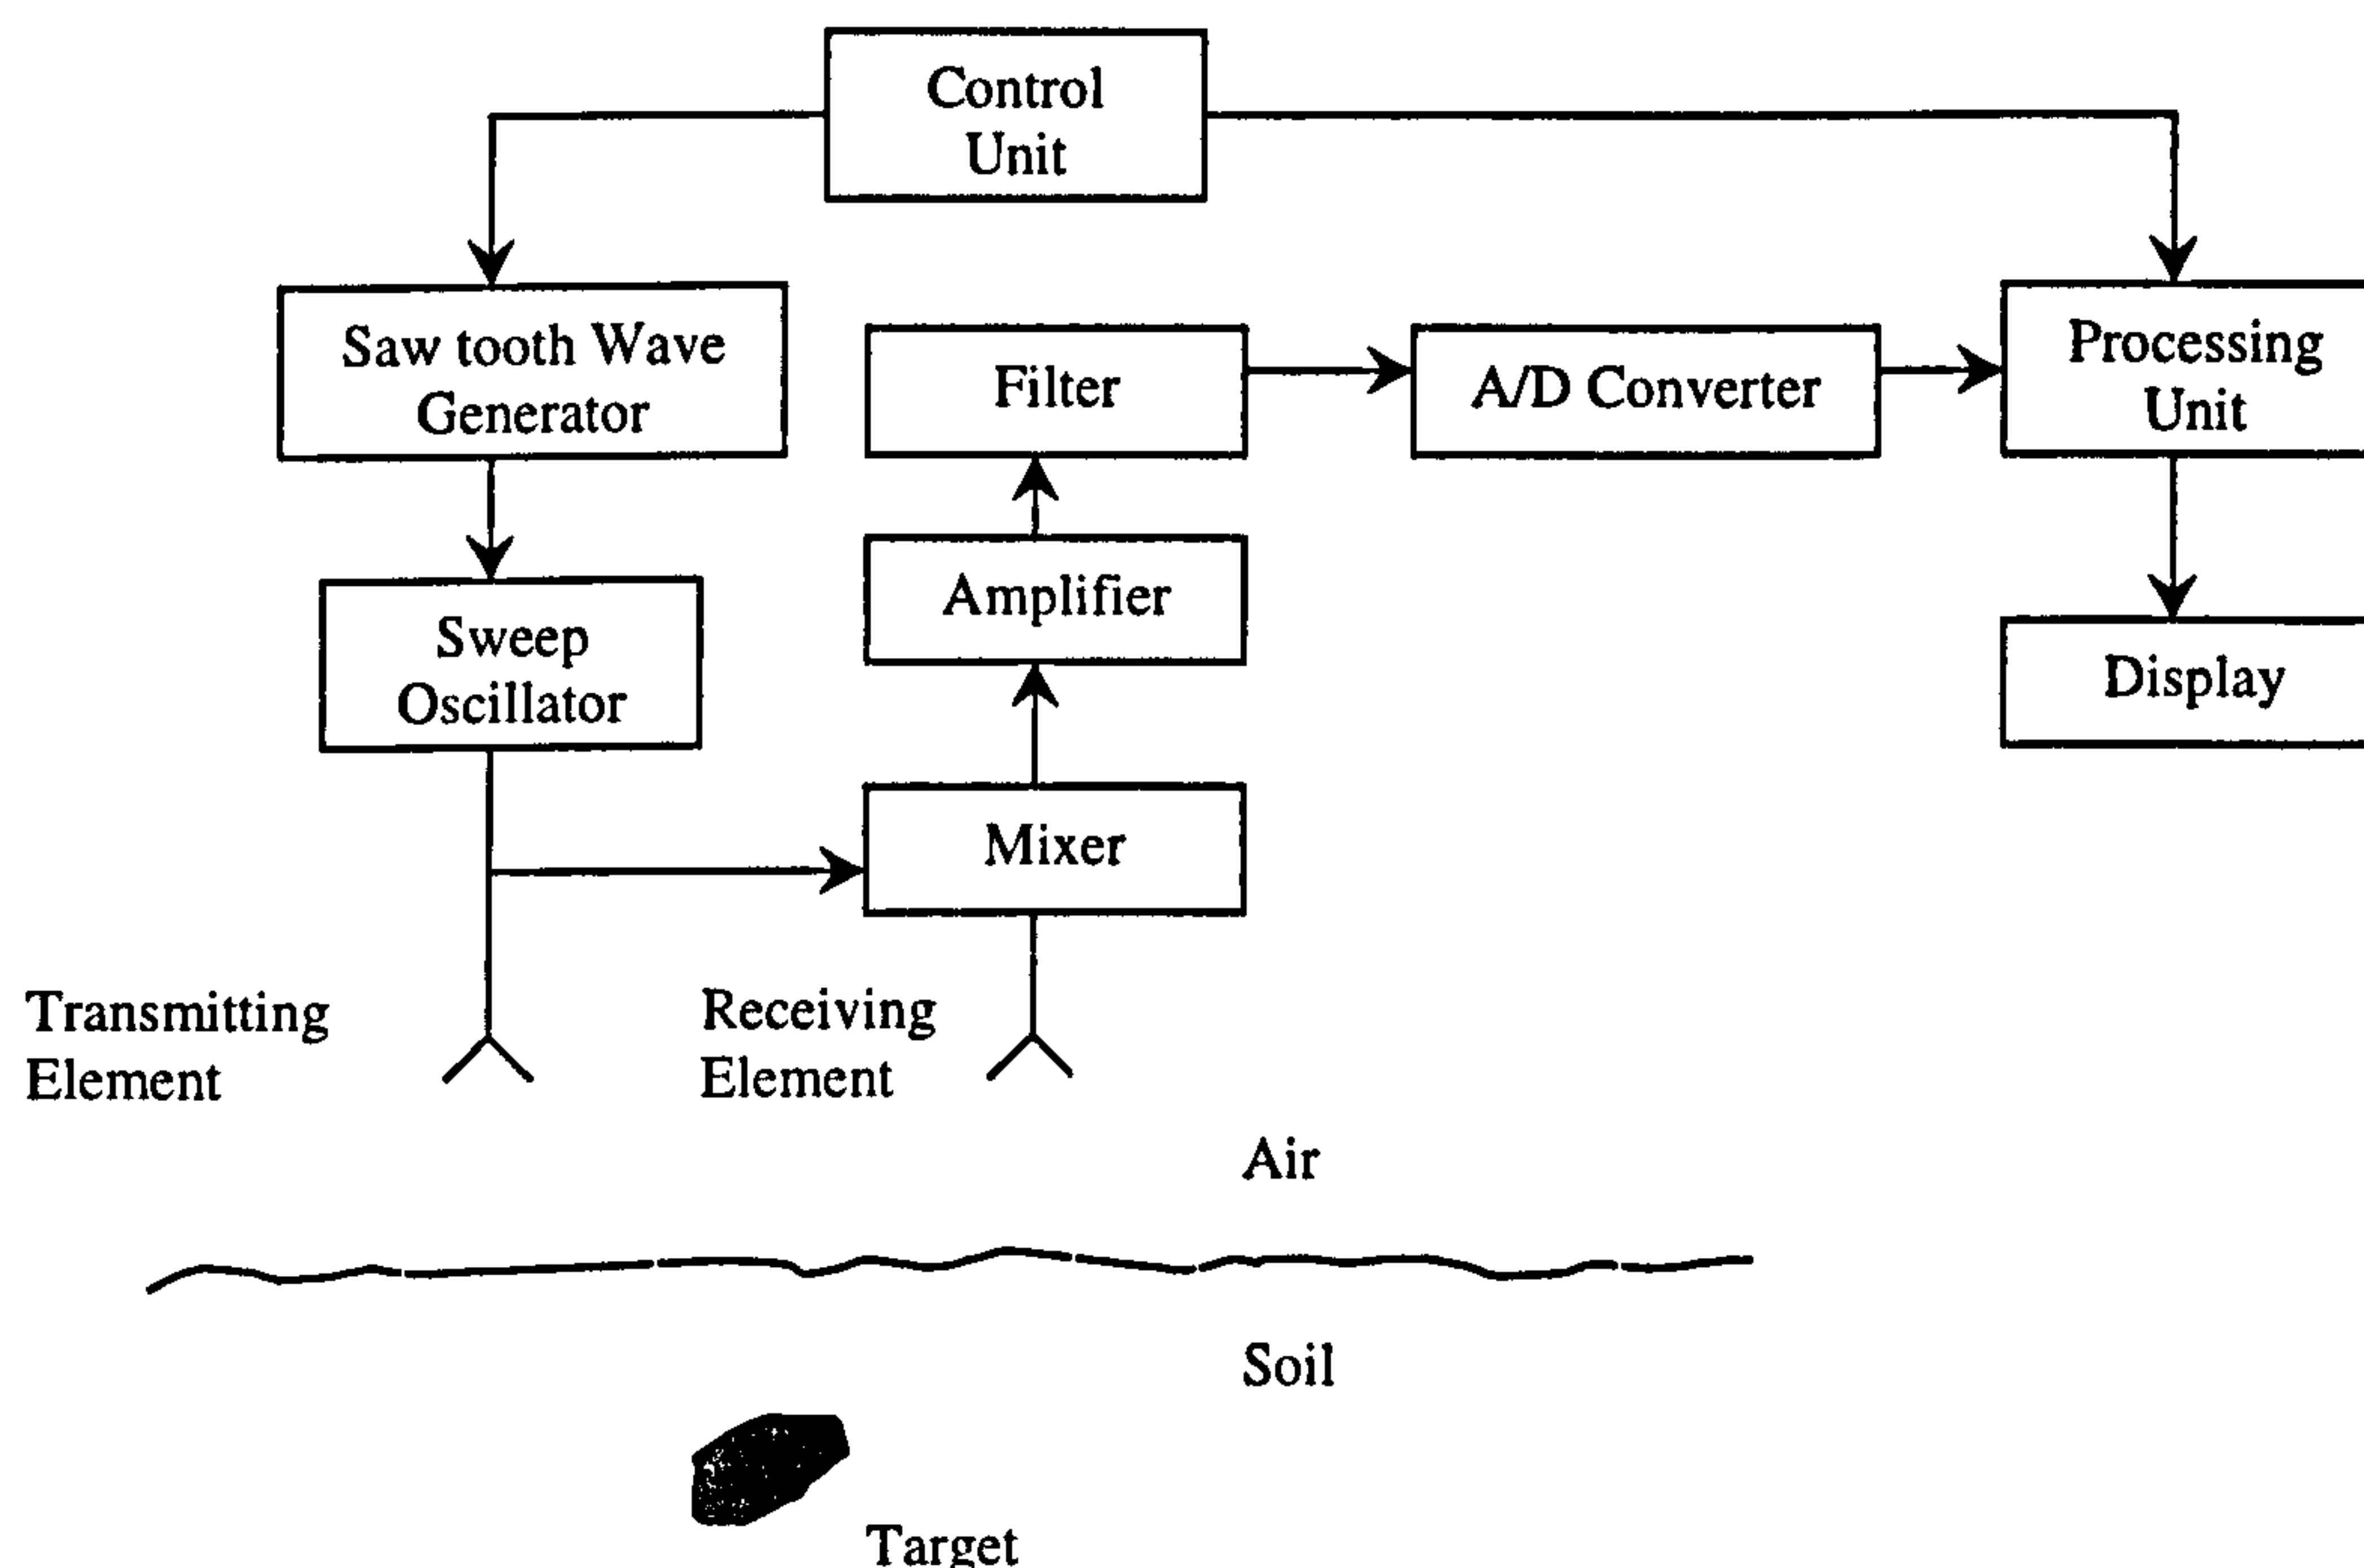 Control
Unit
Saw tooth Wave
Generator
Filter
A/D Converter
Processing
Unit
Sweep
Oscillator
Amplifier
Display
Mixer
Transmitting
Element
Receiving
Element
Air
Soil
Target